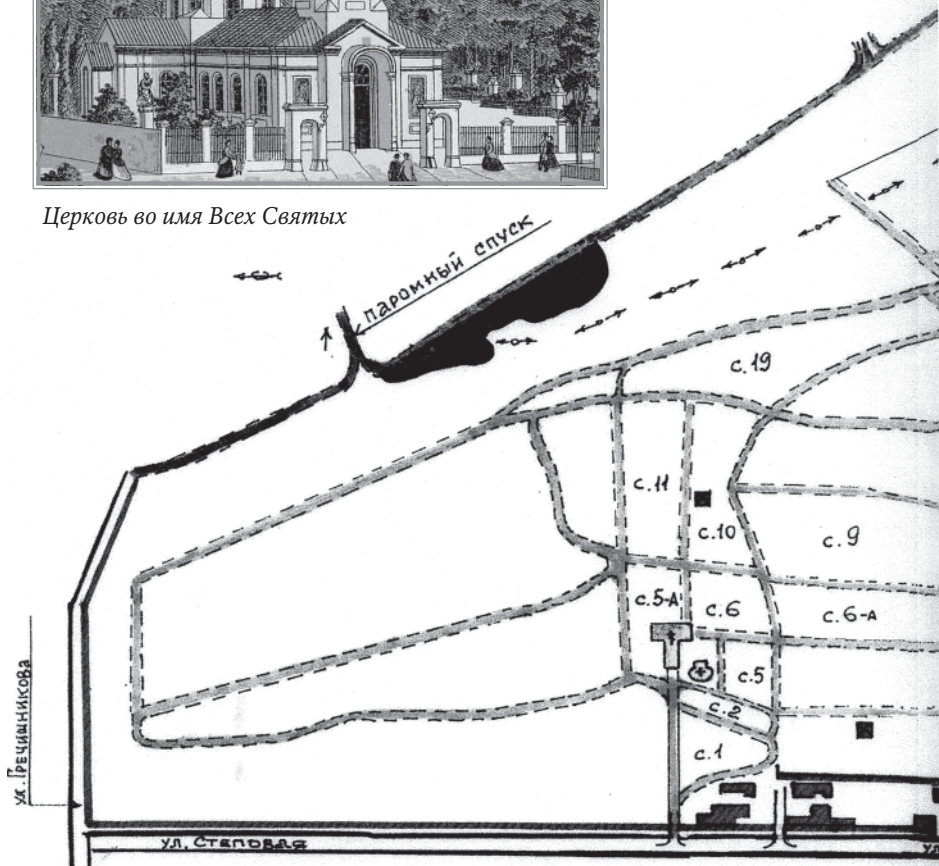 Церковь во имя Всех Святых
паромный спуск
с. 19
с. 11
с. 10
с. 9
с. 5-А
с. 6
с. 6-А
с. 5
с. 2
с. 1
ул. Гречишникова
ул. Степовая
ул